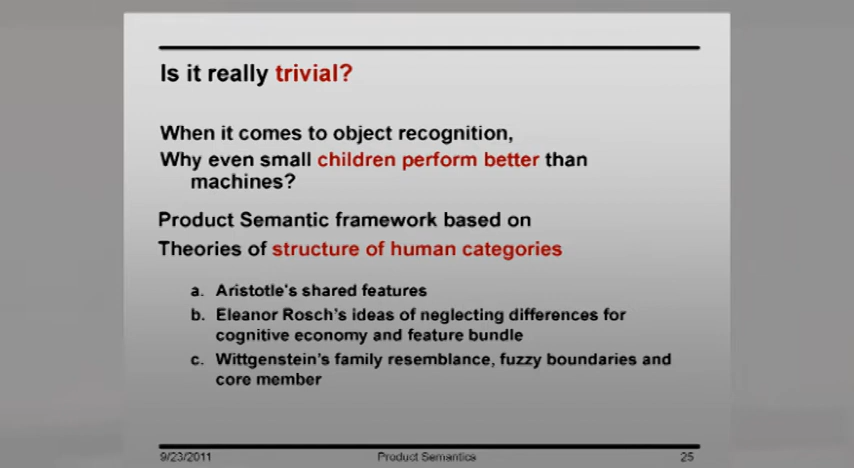 Is it really trivial?
When it comes to object recognition,
Why even small children perform better than
machines?
Product Semantic framework based on
Theories of structure of human categories
a. Aristotle's shared features
b. Eleanor Rosch's ideas of neglecting differences for
cognitive economy and feature bundle
c. Wittgenstein's family resemblance, fuzzy boundaries and
core member
9/23/2011 Product Semantics 25